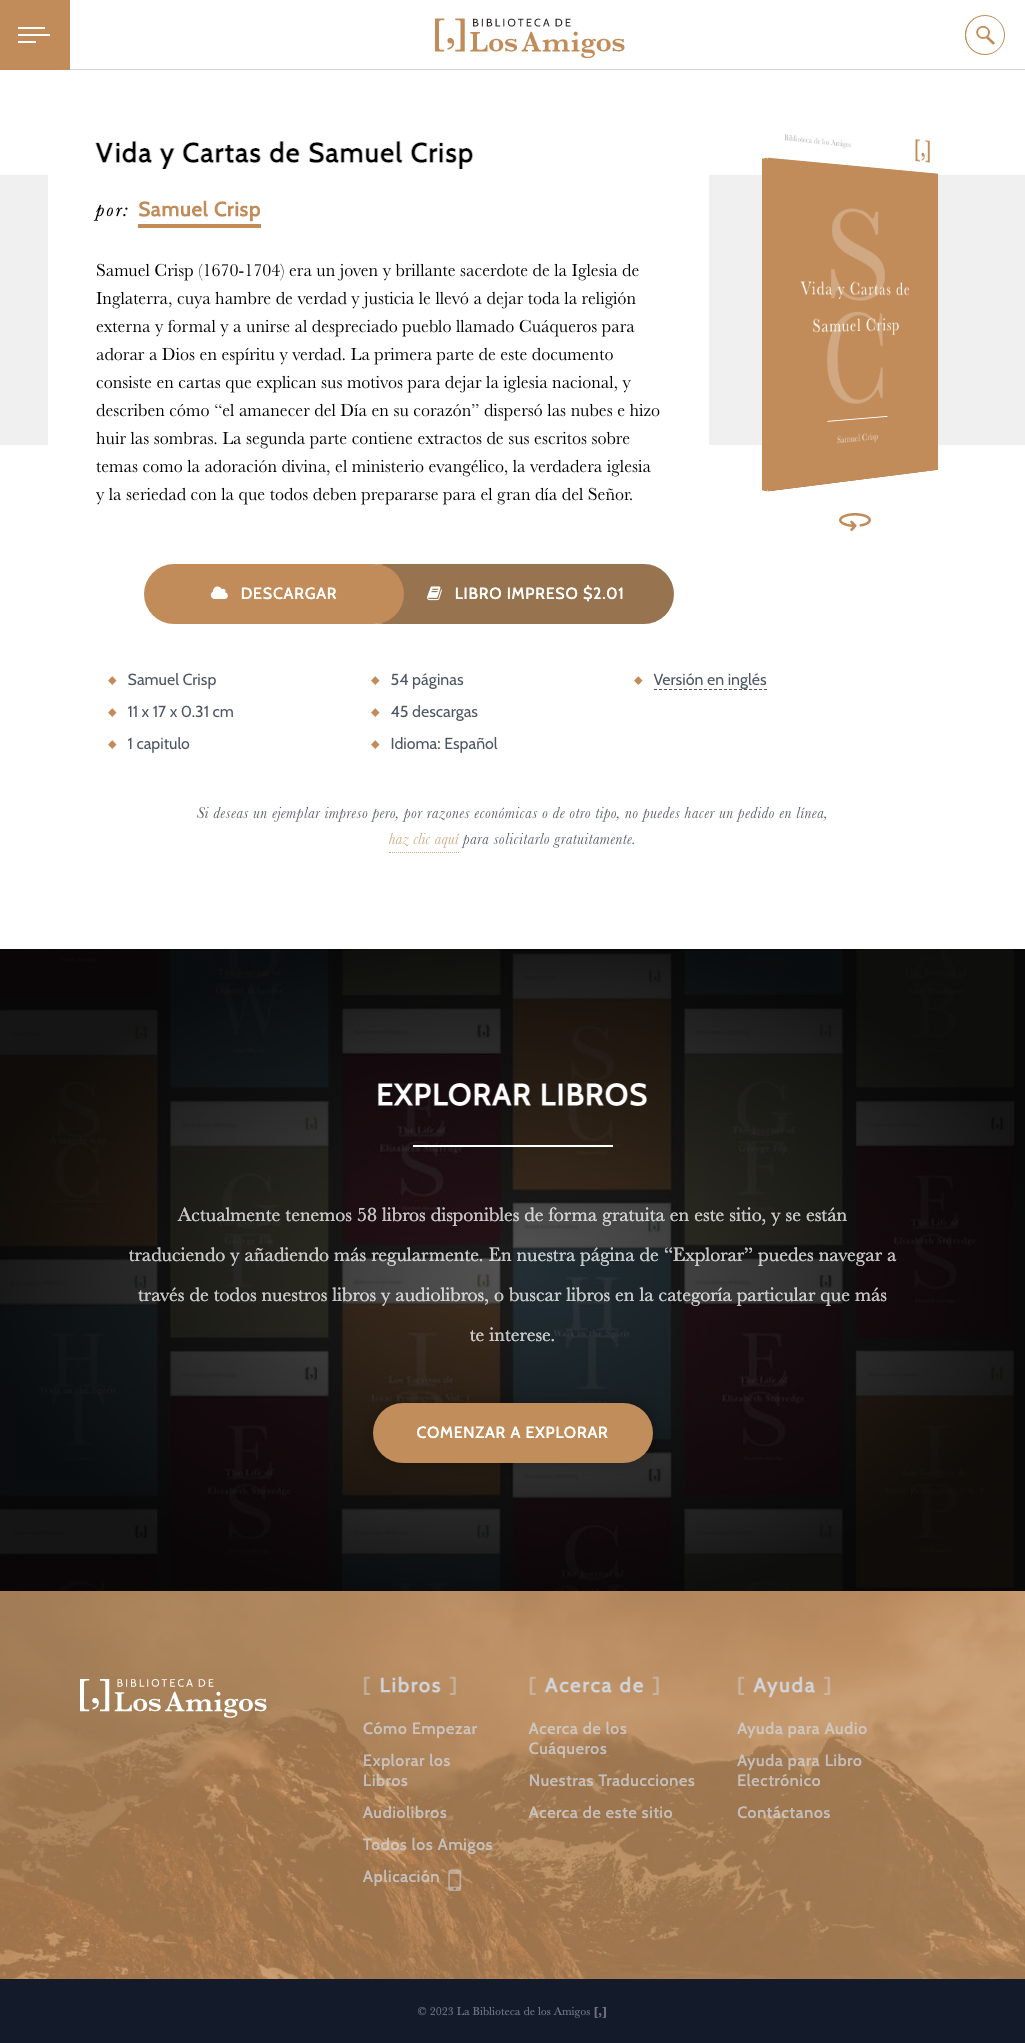 BIBLIOTECA DE
Los Amigos
Vida y Cartas de Samuel Crisp
por: Samuel Crisp
Samuel Crisp (1670-1704) era un joven y brillante sacerdote de la Iglesia de
Inglaterra, cuya hambre de verdad y justicia le llevó a dejar toda la religión
externa y formal y a unirse al despreciado pueblo llamado Cuáqueros para
adorar a Dios en espíritu y verdad. La primera parte de este documento
consiste en cartas que explican sus motivos para dejar la iglesia nacional, y
describen cómo “el amanecer del Día en su corazón” dispersó las nubes e hizo
huir las sombras. La segunda parte contiene extractos de sus escritos sobre
temas como la adoración divina, el ministerio evangélico, la verdadera iglesia
y la seriedad con la que todos deben prepararse para el gran día del Señor.
Biblioteca de los Amigos
[,]
S
C
Vida y Cartas de
Samuel Crisp
Samuel Crisp
DESCARGAR
LIBRO IMPRESO $2.01
Samuel Crisp
11 x 17 x 0.31 cm
1 capitulo
54 páginas
45 descargas
Idioma: Español
Versión en inglés
Si deseas un ejemplar impreso pero, por razones económicas o de otro tipo, no puedes hacer un pedido en línea,
haz clic aquí para solicitarlo gratuitamente.
EXPLORAR LIBROS
Actualmente tenemos 58 libros disponibles de forma gratuita en este sitio, y se están
traduciendo y añadiendo más regularmente. En nuestra página de “Explorar” puedes navegar a
través de todos nuestros libros y audiolibros, o buscar libros en la categoría particular que más
te interese.
COMENZAR A EXPLORAR
BIBLIOTECA DE
Los Amigos
[ Libros ]
Cómo Empezar
Explorar los
Libros
Audiolibros
Todos los Amigos
Aplicación
[ Acerca de ]
Acerca de los
Cuáqueros
Nuestras Traducciones
Acerca de este sitio
[ Ayuda ]
Ayuda para Audio
Ayuda para Libro
Electrónico
Contáctanos
© 2023 La Biblioteca de los Amigos [,]